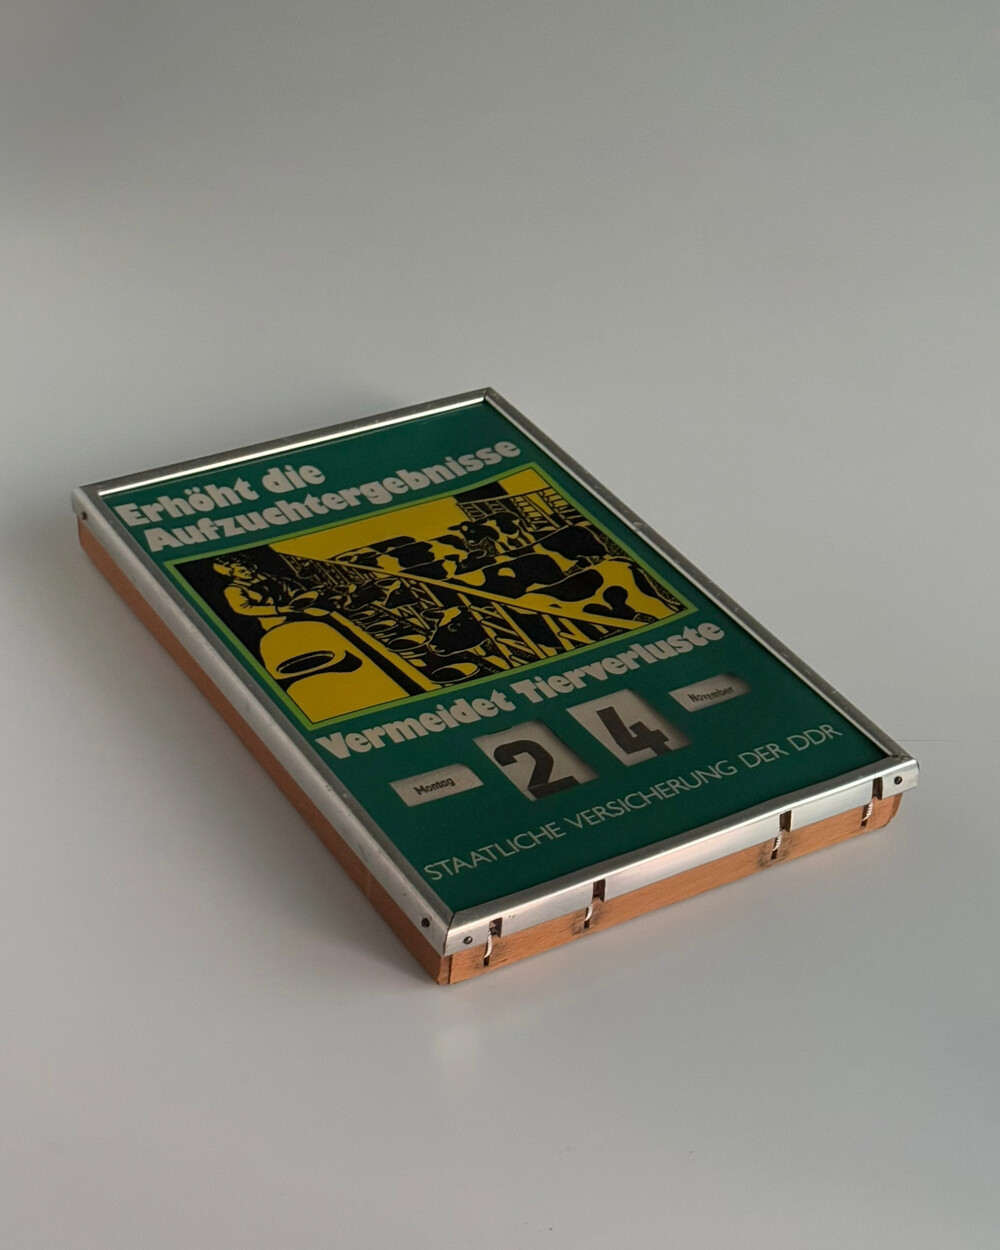 Erhöht die
Aufzuchtergebnisse
Vermeidet Tierverluste
Montag 2 4 November
STAATLICHE VERSICHERUNG DER DDR